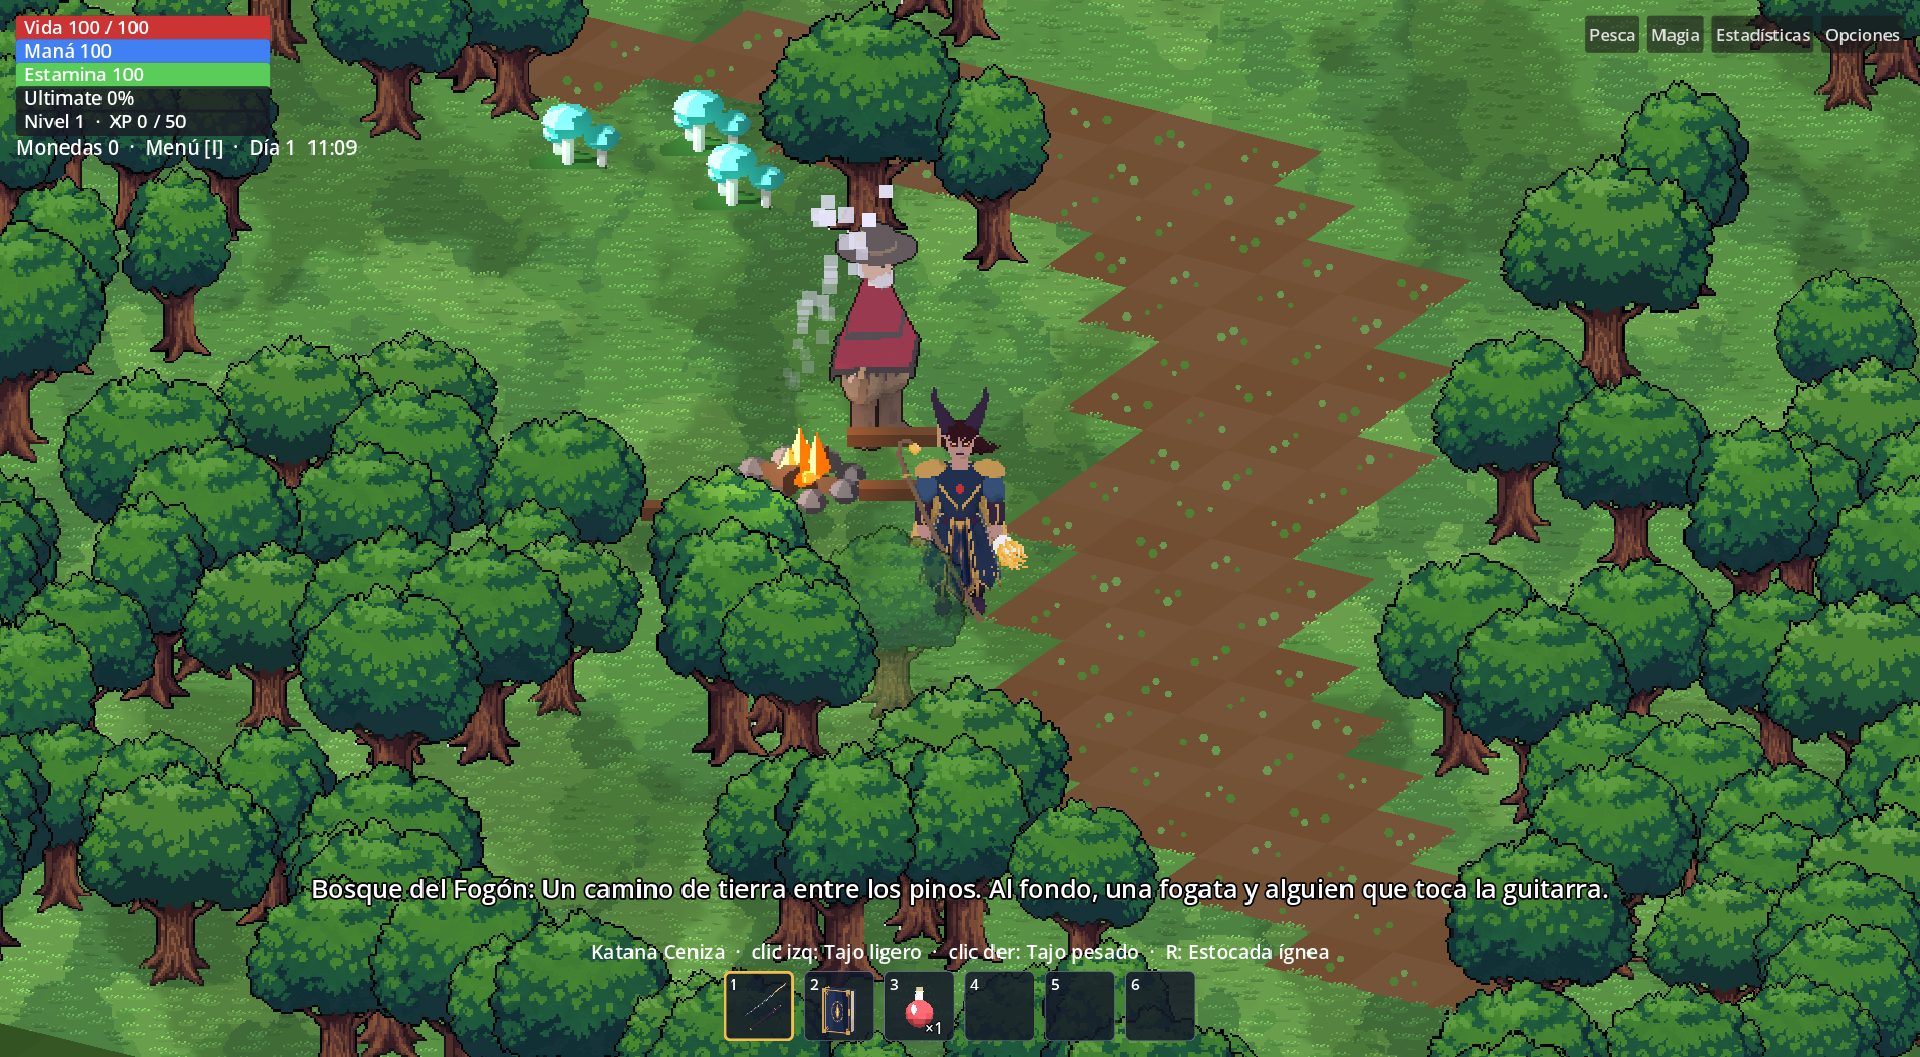 Vida 100 / 100
Maná 100
Estamina 100
Ultimate 0%
Nivel 1 · XP 0 / 50
Monedas 0 · Menú [I] · Día 1 11:09
Pesca Magia Estadísticas Opciones
Bosque del Fogón: Un camino de tierra entre los pinos. Al fondo, una fogata y alguien que toca la guitarra.
Katana Ceniza · clic izq: Tajo ligero · clic der: Tajo pesado · R: Estocada ígnea
1 2 3 4 5 6
×1